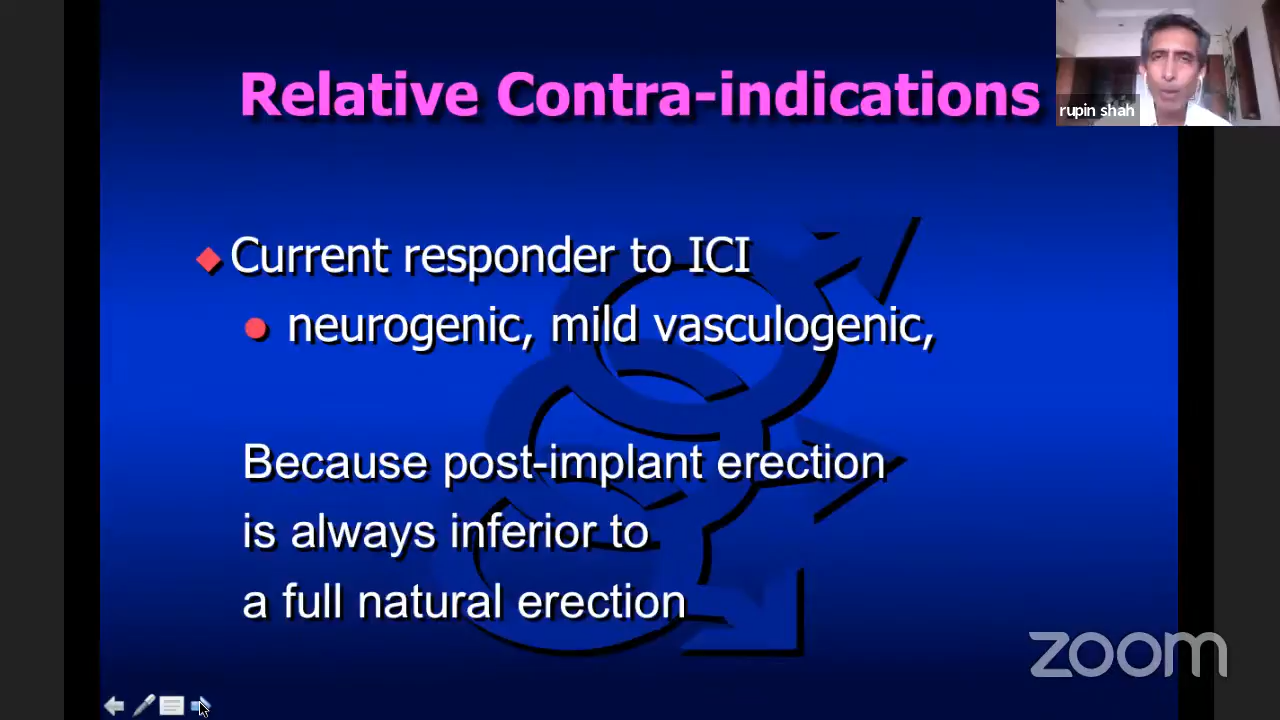 Relative Contra-indications
rupin shah
Current responder to ICI
neurogenic, mild vasculogenic,
Because post-implant erection
is always inferior to
a full natural erection
zoom